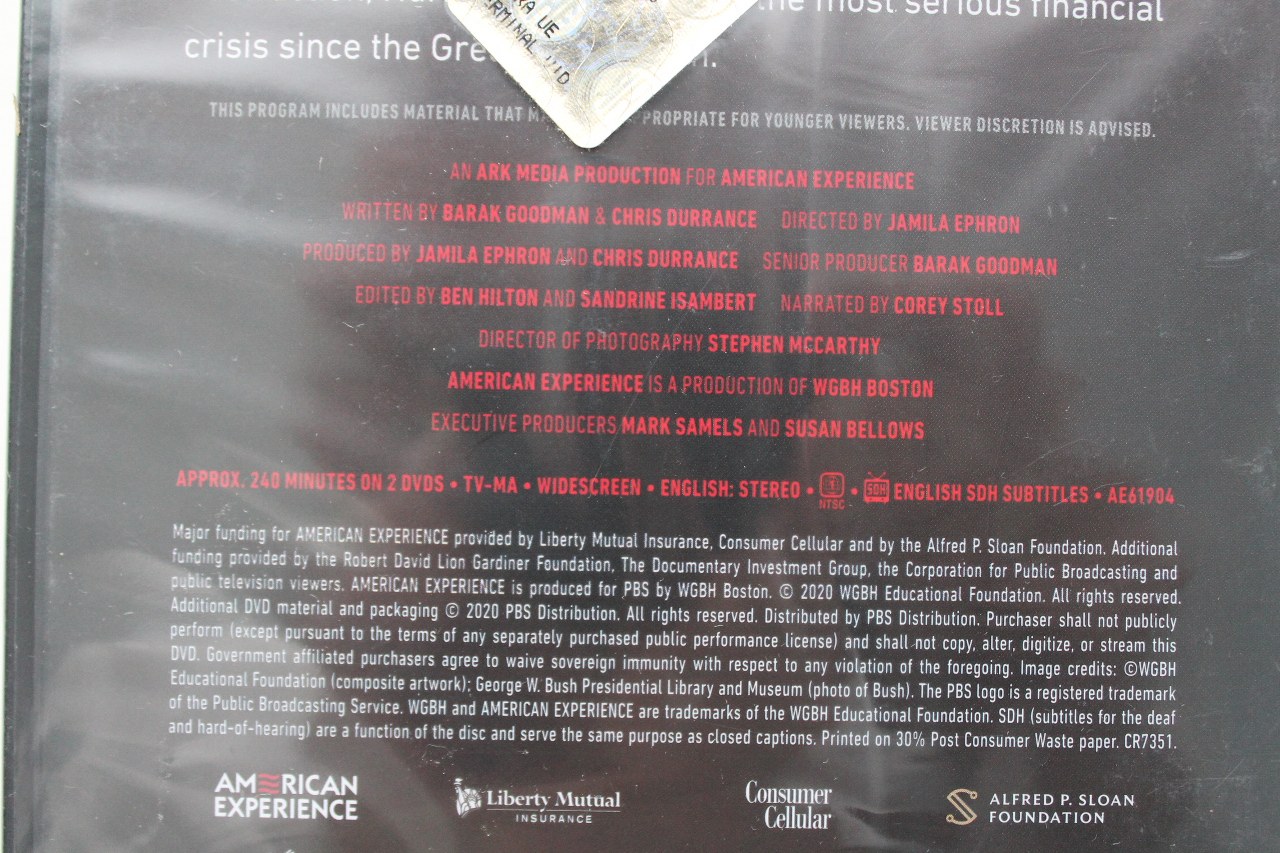 the most serious financial
crisis since the Gre
THIS PROGRAM INCLUDES MATERIAL THAT PROPRIATE FOR YOUNGER VIEWERS. VIEWER DISCRETION IS ADVISED.
UE
ERMINAL
AN ARK MEDIA PRODUCTION FOR AMERICAN EXPERIENCE
WRITTEN BY BARAK GOODMAN & CHRIS DURRANCE DIRECTED BY JAMILA EPHRON
PRODUCED BY JAMILA EPHRON AND CHRIS DURRANCE SENIOR PRODUCER BARAK GOODMAN
EDITED BY BEN HILTON AND SANDRINE ISAMBERT NARRATED BY COREY STOLL
DIRECTOR OF PHOTOGRAPHY STEPHEN MCCARTHY
AMERICAN EXPERIENCE IS A PRODUCTION OF WGBH BOSTON
EXECUTIVE PRODUCERS MARK SAMELS AND SUSAN BELLOWS
APPROX. 240 MINUTES ON 2 DVDS • TV-MA • WIDESCREEN • ENGLISH: STEREO • 1 NTSC • SDH ENGLISH SDH SUBTITLES • AE61904
Major funding for AMERICAN EXPERIENCE provided by Liberty Mutual Insurance, Consumer Cellular and by the Alfred P. Sloan Foundation. Additional
funding provided by the Robert David Lion Gardiner Foundation, The Documentary Investment Group, the Corporation for Public Broadcasting and
public television viewers. AMERICAN EXPERIENCE is produced for PBS by WGBH Boston. © 2020 WGBH Educational Foundation. All rights reserved.
Additional DVD material and packaging © 2020 PBS Distribution. All rights reserved. Distributed by PBS Distribution. Purchaser shall not publicly
perform (except pursuant to the terms of any separately purchased public performance license) and shall not copy, alter, digitize, or stream this
DVD. Government affiliated purchasers agree to waive sovereign immunity with respect to any violation of the foregoing. Image credits: ©WGBH
Educational Foundation (composite artwork); George W. Bush Presidential Library and Museum (photo of Bush). The PBS logo is a registered trademark
of the Public Broadcasting Service. WGBH and AMERICAN EXPERIENCE are trademarks of the WGBH Educational Foundation. SDH (subtitles for the deaf
and hard-of-hearing) are a function of the disc and serve the same purpose as closed captions. Printed on 30% Post Consumer Waste paper. CR7351.
AMERICAN
EXPERIENCE
Liberty Mutual
INSURANCE
Consumer
Cellular
ALFRED P. SLOAN
FOUNDATION